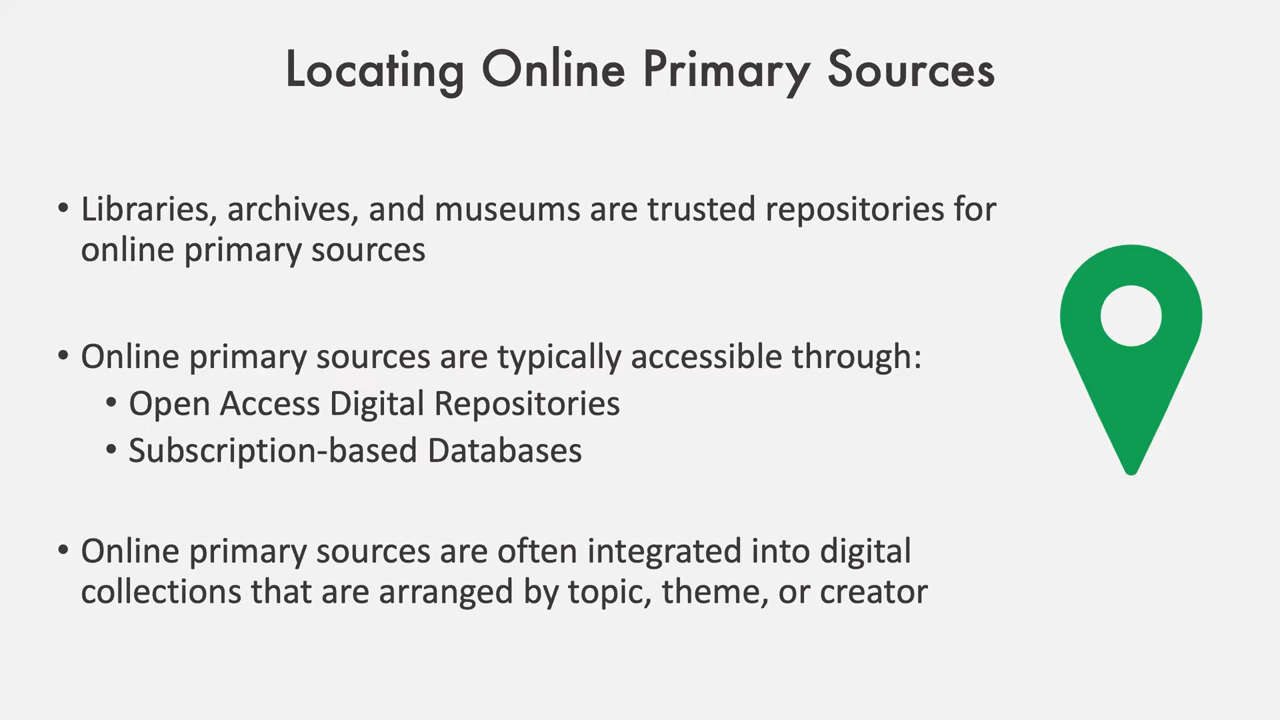 Locating Online Primary Sources
• Libraries, archives, and museums are trusted repositories for
online primary sources
• Online primary sources are typically accessible through:
• Open Access Digital Repositories
• Subscription-based Databases
• Online primary sources are often integrated into digital
collections that are arranged by topic, theme, or creator